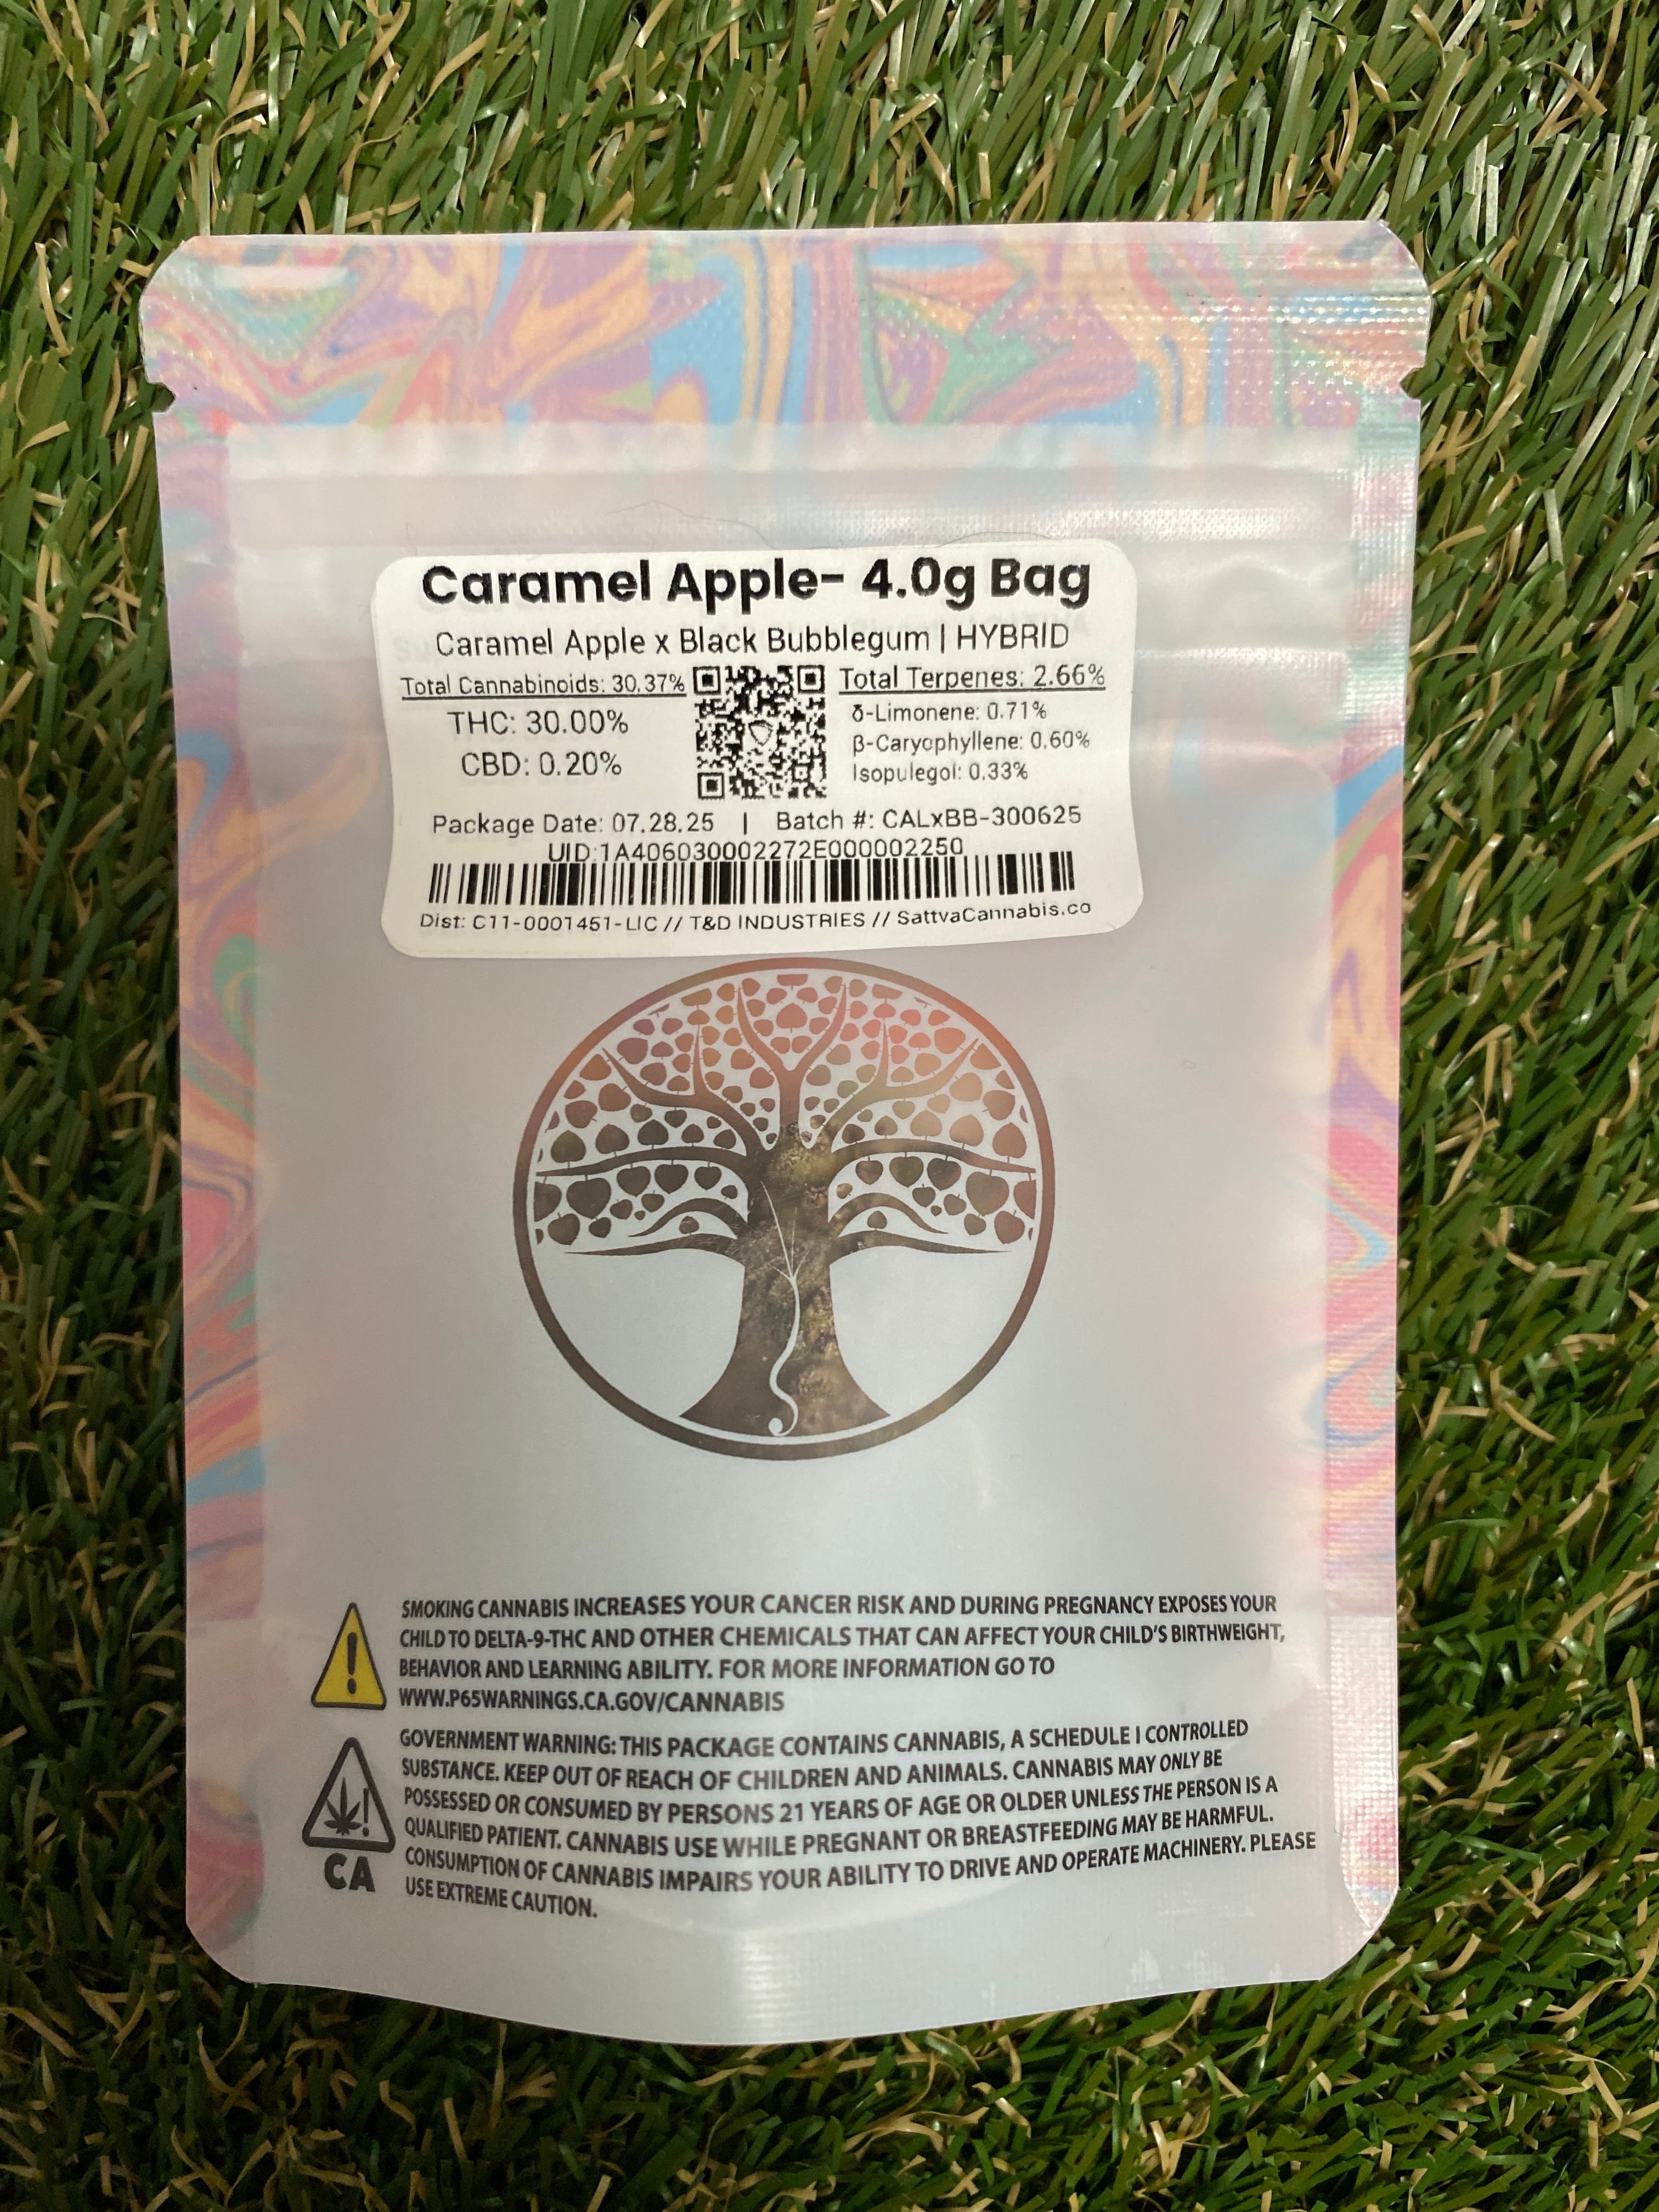 Caramel Apple- 4.0g Bag
Caramel Apple x Black Bubblegum | HYBRID
Total Cannabinoids: 30.37%
THC: 30.00%
CBD: 0.20%
Total Terpenes: 2.66%
δ-Limonene: 0.71%
β-Caryophyllene: 0.60%
Isopulegol: 0.33%
Package Date: 07.28.25 | Batch #: CALxBB-300625
UID:1A406030002272E000002250
Dist: C11-0001451-LIC // T&D INDUSTRIES // SattvaCannabis.co
SMOKING CANNABIS INCREASES YOUR CANCER RISK AND DURING PREGNANCY EXPOSES YOUR
CHILD TO DELTA-9-THC AND OTHER CHEMICALS THAT CAN AFFECT YOUR CHILD'S BIRTHWEIGHT,
BEHAVIOR AND LEARNING ABILITY. FOR MORE INFORMATION GO TO
WWW.P65WARNINGS.CA.GOV/CANNABIS
GOVERNMENT WARNING: THIS PACKAGE CONTAINS CANNABIS, A SCHEDULE I CONTROLLED
SUBSTANCE. KEEP OUT OF REACH OF CHILDREN AND ANIMALS. CANNABIS MAY ONLY BE
POSSESSED OR CONSUMED BY PERSONS 21 YEARS OF AGE OR OLDER UNLESS THE PERSON IS A
QUALIFIED PATIENT. CANNABIS USE WHILE PREGNANT OR BREASTFEEDING MAY BE HARMFUL.
CONSUMPTION OF CANNABIS IMPAIRS YOUR ABILITY TO DRIVE AND OPERATE MACHINERY. PLEASE
USE EXTREME CAUTION.
CA